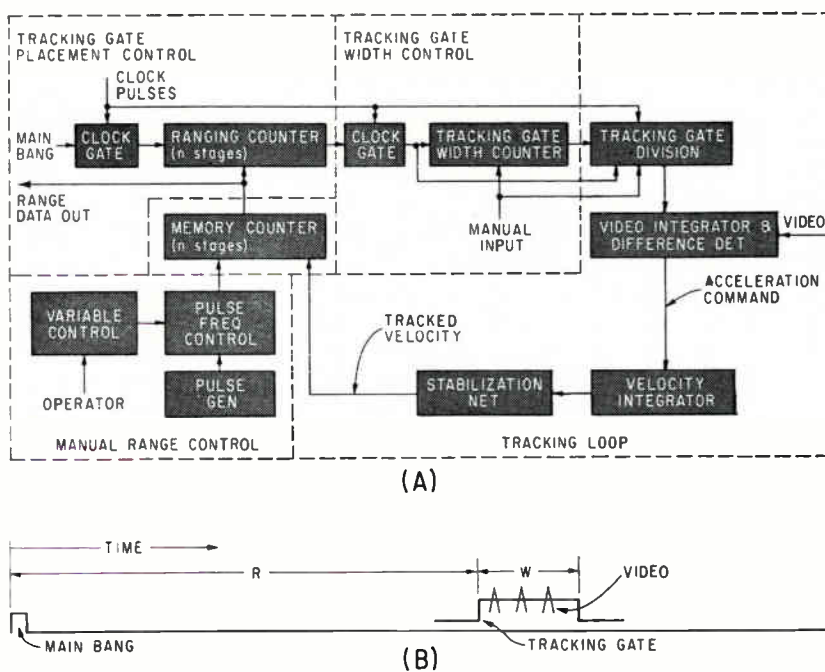 TRACKING GATE
PLACEMENT CONTROL
TRACKING GATE
WIDTH CONTROL
CLOCK
PULSES
MAIN
BANG
CLOCK
GATE
RANGING COUNTER
(n stages)
CLOCK
GATE
TRACKING GATE
WIDTH COUNTER
TRACKING GATE
DIVISION
RANGE
DATA OUT
MEMORY COUNTER
(n stages)
MANUAL
INPUT
VIDEO INTEGRATOR &
DIFFERENCE DET
VIDEO
ACCELERATION
COMMAND
VARIABLE
CONTROL
PULSE
FREQ
CONTROL
TRACKED
VELOCITY
OPERATOR
PULSE
GEN
STABILIZATION
NET
VELOCITY
INTEGRATOR
MANUAL RANGE CONTROL
TRACKING LOOP
(A)
TIME
R
W
VIDEO
MAIN BANG
TRACKING GATE
(B)